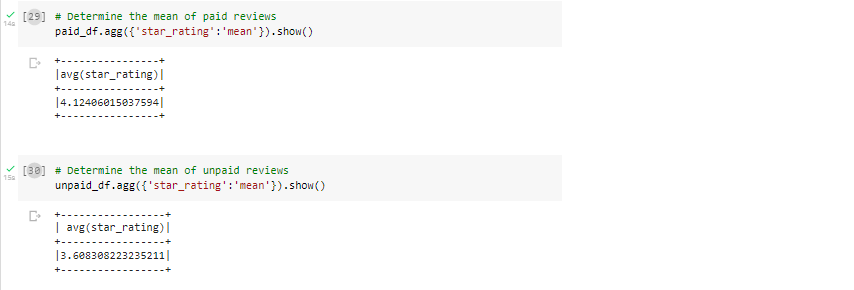 [29] # Determine the mean of paid reviews
paid_df.agg({'star_rating':'mean'}).show()
14s
+----------------+
|avg(star_rating)|
+----------------+
|4.12406015037594|
+----------------+
[30] # Determine the mean of unpaid reviews
unpaid_df.agg({'star_rating':'mean'}).show()
15s
+-----------------+
| avg(star_rating)|
+-----------------+
|3.608308223235211|
+-----------------+